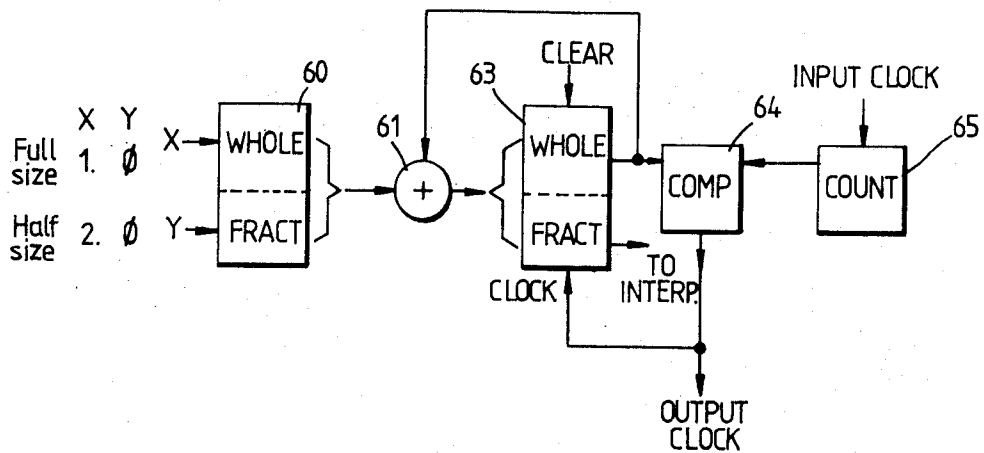 60
CLEAR
63
INPUT CLOCK
X Y
61
64
65
Full size 1. Ø
X
WHOLE
WHOLE
+
COMP
COUNT
Half size 2. Ø
Y
FRACT
FRACT
TO INTERP.
CLOCK
OUTPUT
CLOCK